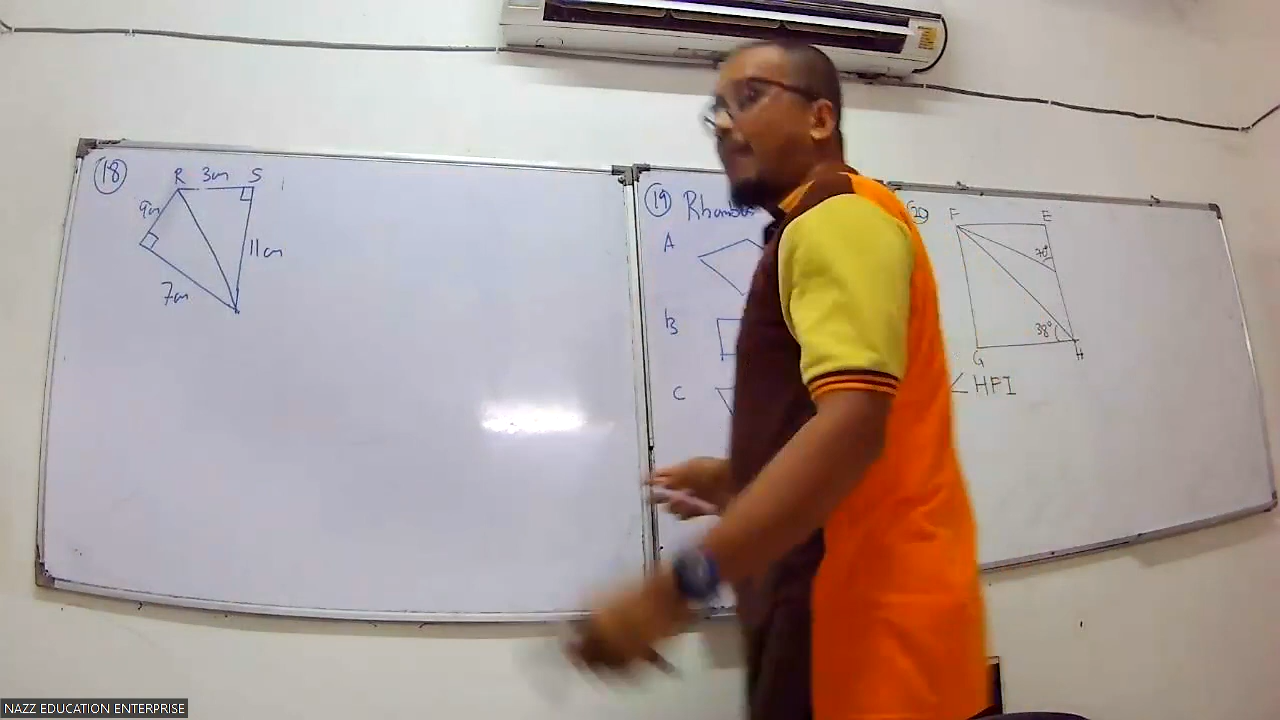 18
R 3cm S
9cm
11cm
7cm
19 Rhombus
A
B
C
20
F E
70°
38°
G H
∠HFI
NAZZ EDUCATION ENTERPRISE